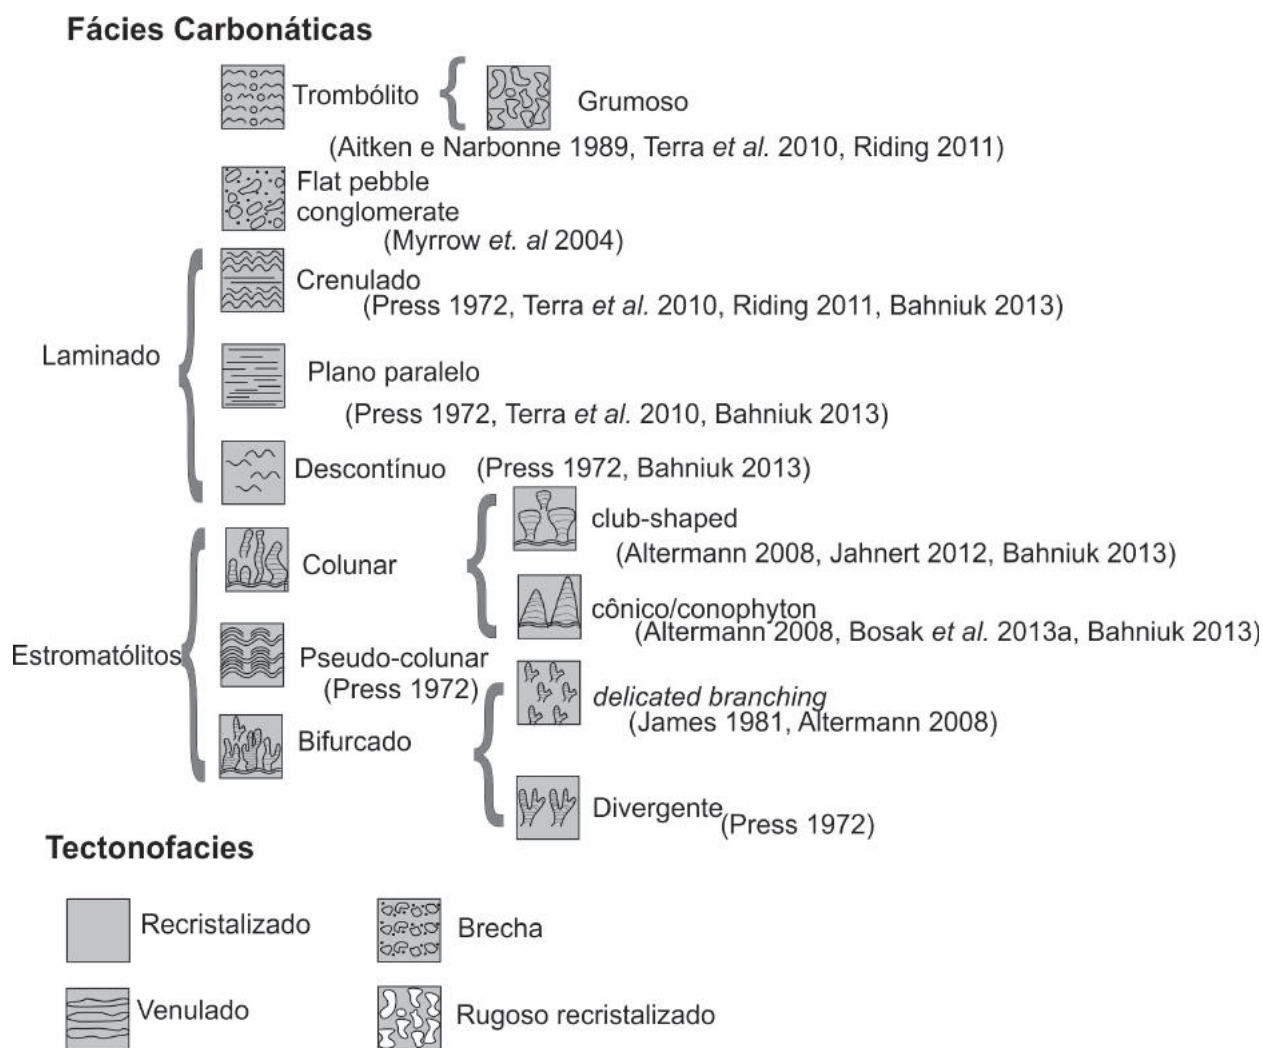 Fácies Carbonáticas
Trombólito
Grumoso
(Aitken e Narbonne 1989, Terra et al. 2010, Riding 2011)
Flat pebble
conglomerate
(Myrrow et. al 2004)
Laminado
Crenulado
(Press 1972, Terra et al. 2010, Riding 2011, Bahniuk 2013)
Plano paralelo
(Press 1972, Terra et al. 2010, Bahniuk 2013)
Descontínuo (Press 1972, Bahniuk 2013)
Estromatólitos
Colunar
club-shaped
(Altermann 2008, Jahnert 2012, Bahniuk 2013)
cônico/conophyton
(Altermann 2008, Bosak et al. 2013a, Bahniuk 2013)
Pseudo-colunar
(Press 1972)
Bifurcado
delicated branching
(James 1981, Altermann 2008)
Divergente (Press 1972)
Tectonofacies
Recristalizado
Brecha
Venulado
Rugoso recristalizado